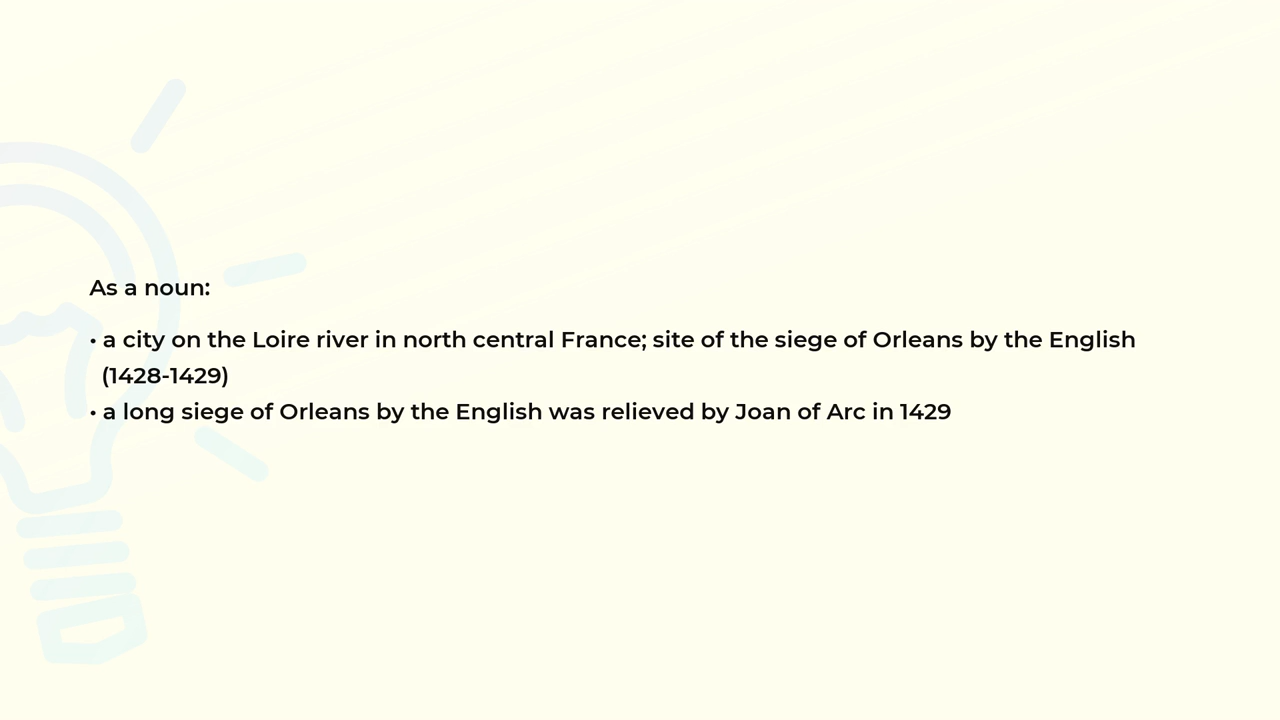 As a noun:
• a city on the Loire river in north central France; site of the siege of Orleans by the English
(1428-1429)
• a long siege of Orleans by the English was relieved by Joan of Arc in 1429